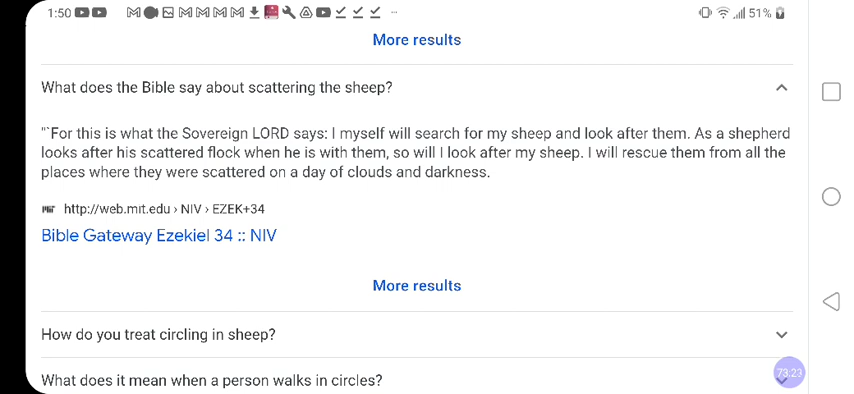 1:50
51%
More results
What does the Bible say about scattering the sheep?
"`For this is what the Sovereign LORD says: I myself will search for my sheep and look after them. As a shepherd
looks after his scattered flock when he is with them, so will I look after my sheep. I will rescue them from all the
places where they were scattered on a day of clouds and darkness.
http://web.mit.edu › NIV › EZEK+34
Bible Gateway Ezekiel 34 :: NIV
More results
How do you treat circling in sheep?
What does it mean when a person walks in circles?
73:23